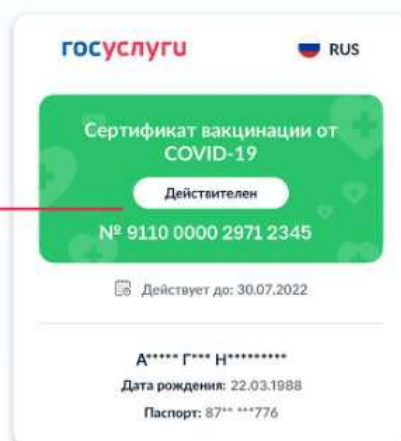 госуслуги RUS
Сертификат вакцинации от
COVID-19
Действителен
№ 9110 0000 2971 2345
Действует до: 30.07.2022
А***** Г*** Н*********
Дата рождения: 22.03.1988
Паспорт: 87** ***776